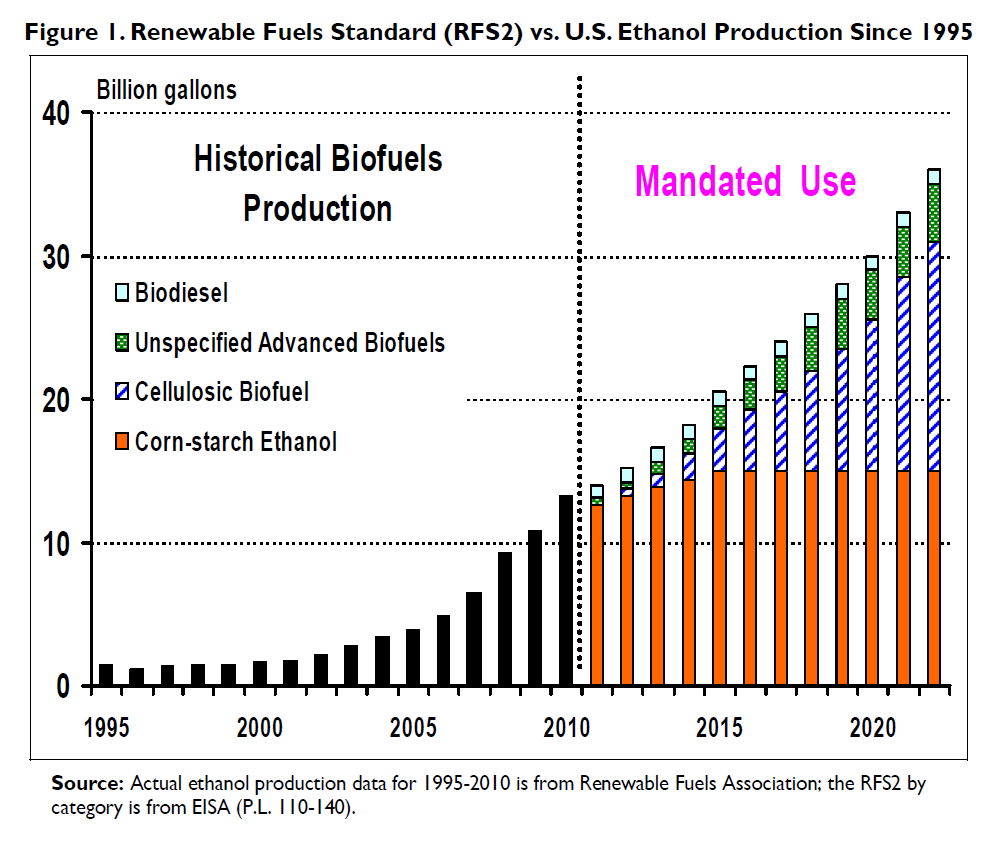 Figure 1. Renewable Fuels Standard (RFS2) vs. U.S. Ethanol Production Since 1995
Billion gallons
40
Historical Biofuels
Production
Mandated Use
30
Biodiesel
Unspecified Advanced Biofuels
20
Cellulosic Biofuel
Corn-starch Ethanol
10
0
1995 2000 2005 2010 2015 2020
Source: Actual ethanol production data for 1995-2010 is from Renewable Fuels Association; the RFS2 by
category is from EISA (P.L. 110-140).